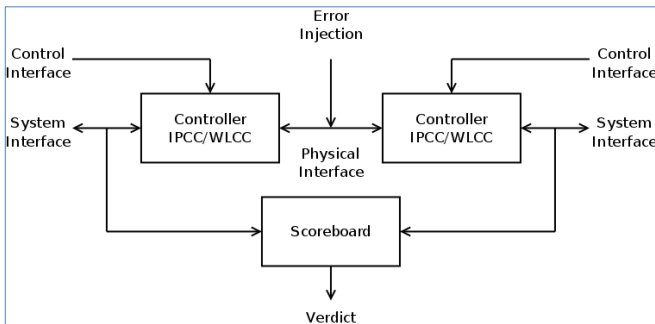 Error
Injection
Control
Interface
Control
Interface
System
Interface
Controller
IPCC/WLCC
Physical
Interface
Controller
IPCC/WLCC
System
Interface
Scoreboard
Verdict